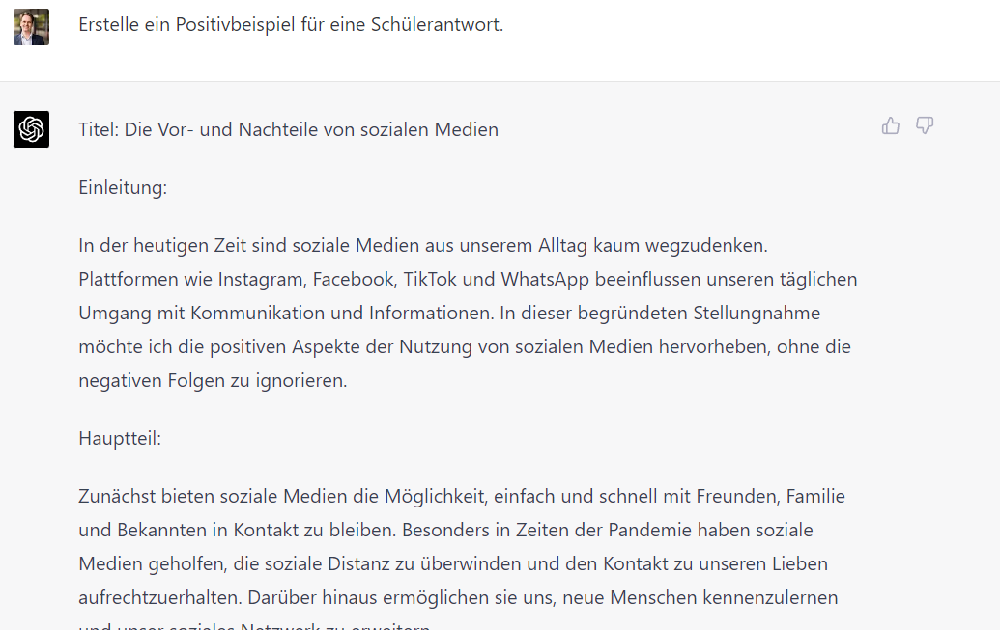 Erstelle ein Positivbeispiel für eine Schülerantwort.
Titel: Die Vor- und Nachteile von sozialen Medien
Einleitung:
In der heutigen Zeit sind soziale Medien aus unserem Alltag kaum wegzudenken.
Plattformen wie Instagram, Facebook, TikTok und WhatsApp beeinflussen unseren täglichen
Umgang mit Kommunikation und Informationen. In dieser begründeten Stellungnahme
möchte ich die positiven Aspekte der Nutzung von sozialen Medien hervorheben, ohne die
negativen Folgen zu ignorieren.
Hauptteil:
Zunächst bieten soziale Medien die Möglichkeit, einfach und schnell mit Freunden, Familie
und Bekannten in Kontakt zu bleiben. Besonders in Zeiten der Pandemie haben soziale
Medien geholfen, die soziale Distanz zu überwinden und den Kontakt zu unseren Lieben
aufrechtzuerhalten. Darüber hinaus ermöglichen sie uns, neue Menschen kennenzulernen
und unser soziales Netzwerk zu erweitern.